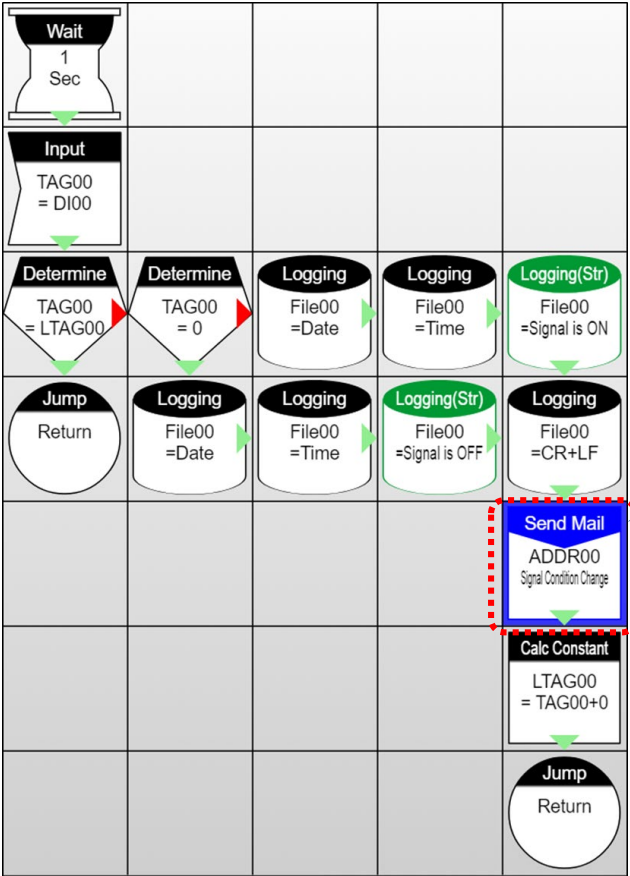 Wait
1
Sec
Input
TAG00
= DI00
Determine
TAG00
= LTAG00
Determine
TAG00
= 0
Logging
File00
=Date
Logging
File00
=Time
Logging(Str)
File00
=Signal is ON
Jump
Return
Logging
File00
=Date
Logging
File00
=Time
Logging(Str)
File00
=Signal is OFF
Logging
File00
=CR+LF
Send Mail
ADDR00
Signal Condition Change
Calc Constant
LTAG00
= TAG00+0
Jump
Return